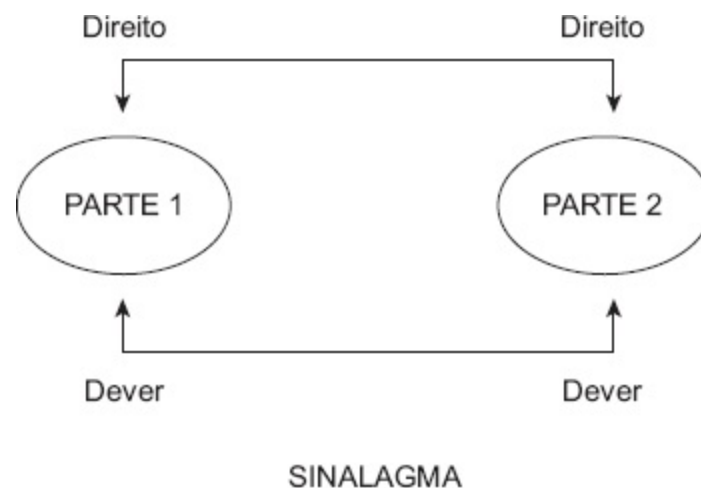 Direito Direito
PARTE 1 PARTE 2
Dever Dever
SINALAGMA